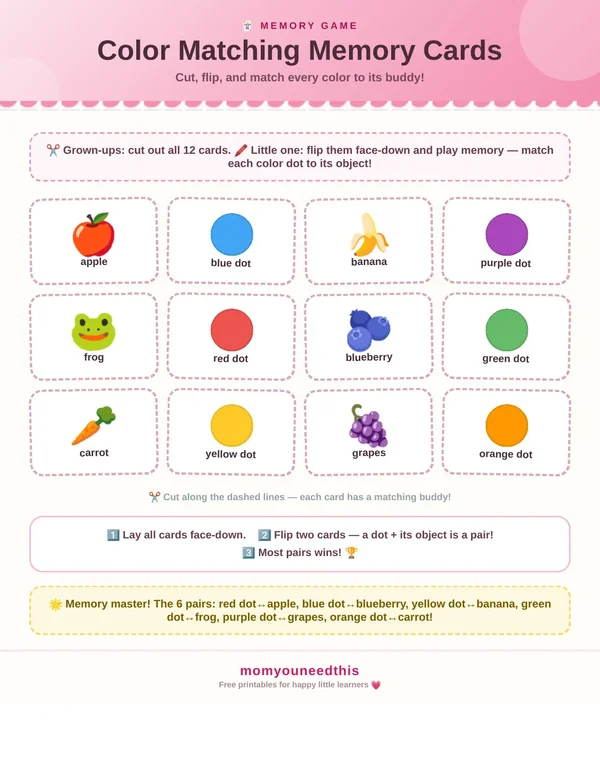 🃏 MEMORY GAME
Color Matching Memory Cards
Cut, flip, and match every color to its buddy!
✂️ Grown-ups: cut out all 12 cards. 🖍️ Little one: flip them face-down and play memory — match
each color dot to its object!
apple
blue dot
banana
purple dot
frog
red dot
blueberry
green dot
carrot
yellow dot
grapes
orange dot
✂️ Cut along the dashed lines — each card has a matching buddy!
1️⃣ Lay all cards face-down. 2️⃣ Flip two cards — a dot + its object is a pair!
3️⃣ Most pairs wins! 🏆
🌟 Memory master! The 6 pairs: red dot↔apple, blue dot↔blueberry, yellow dot↔banana, green
dot↔frog, purple dot↔grapes, orange dot↔carrot!
momyouneedthis
Free printables for happy little learners 💗